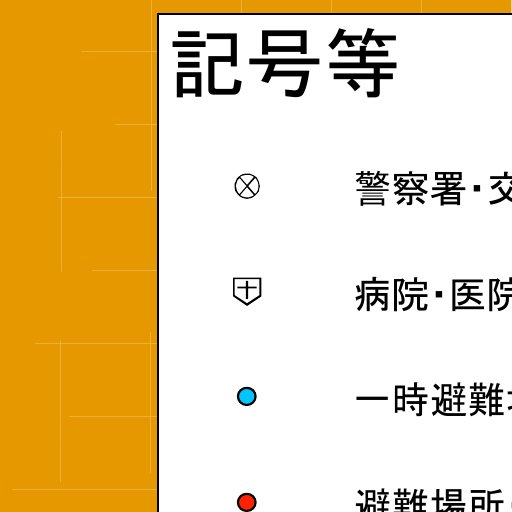 記号等
警察署・交
病院・医院
一時避難
避難場所